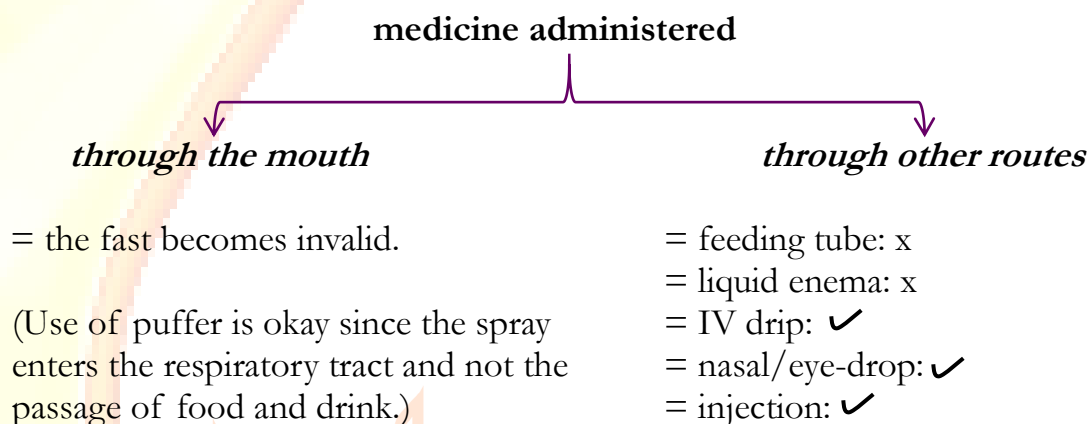 medicine administered
through the mouth
through other routes
= the fast becomes invalid.
(Use of puffer is okay since the spray
enters the respiratory tract and not the
passage of food and drink.)
= feeding tube: x
= liquid enema: x
= IV drip: ✔
= nasal/eye-drop: ✔
= injection: ✔